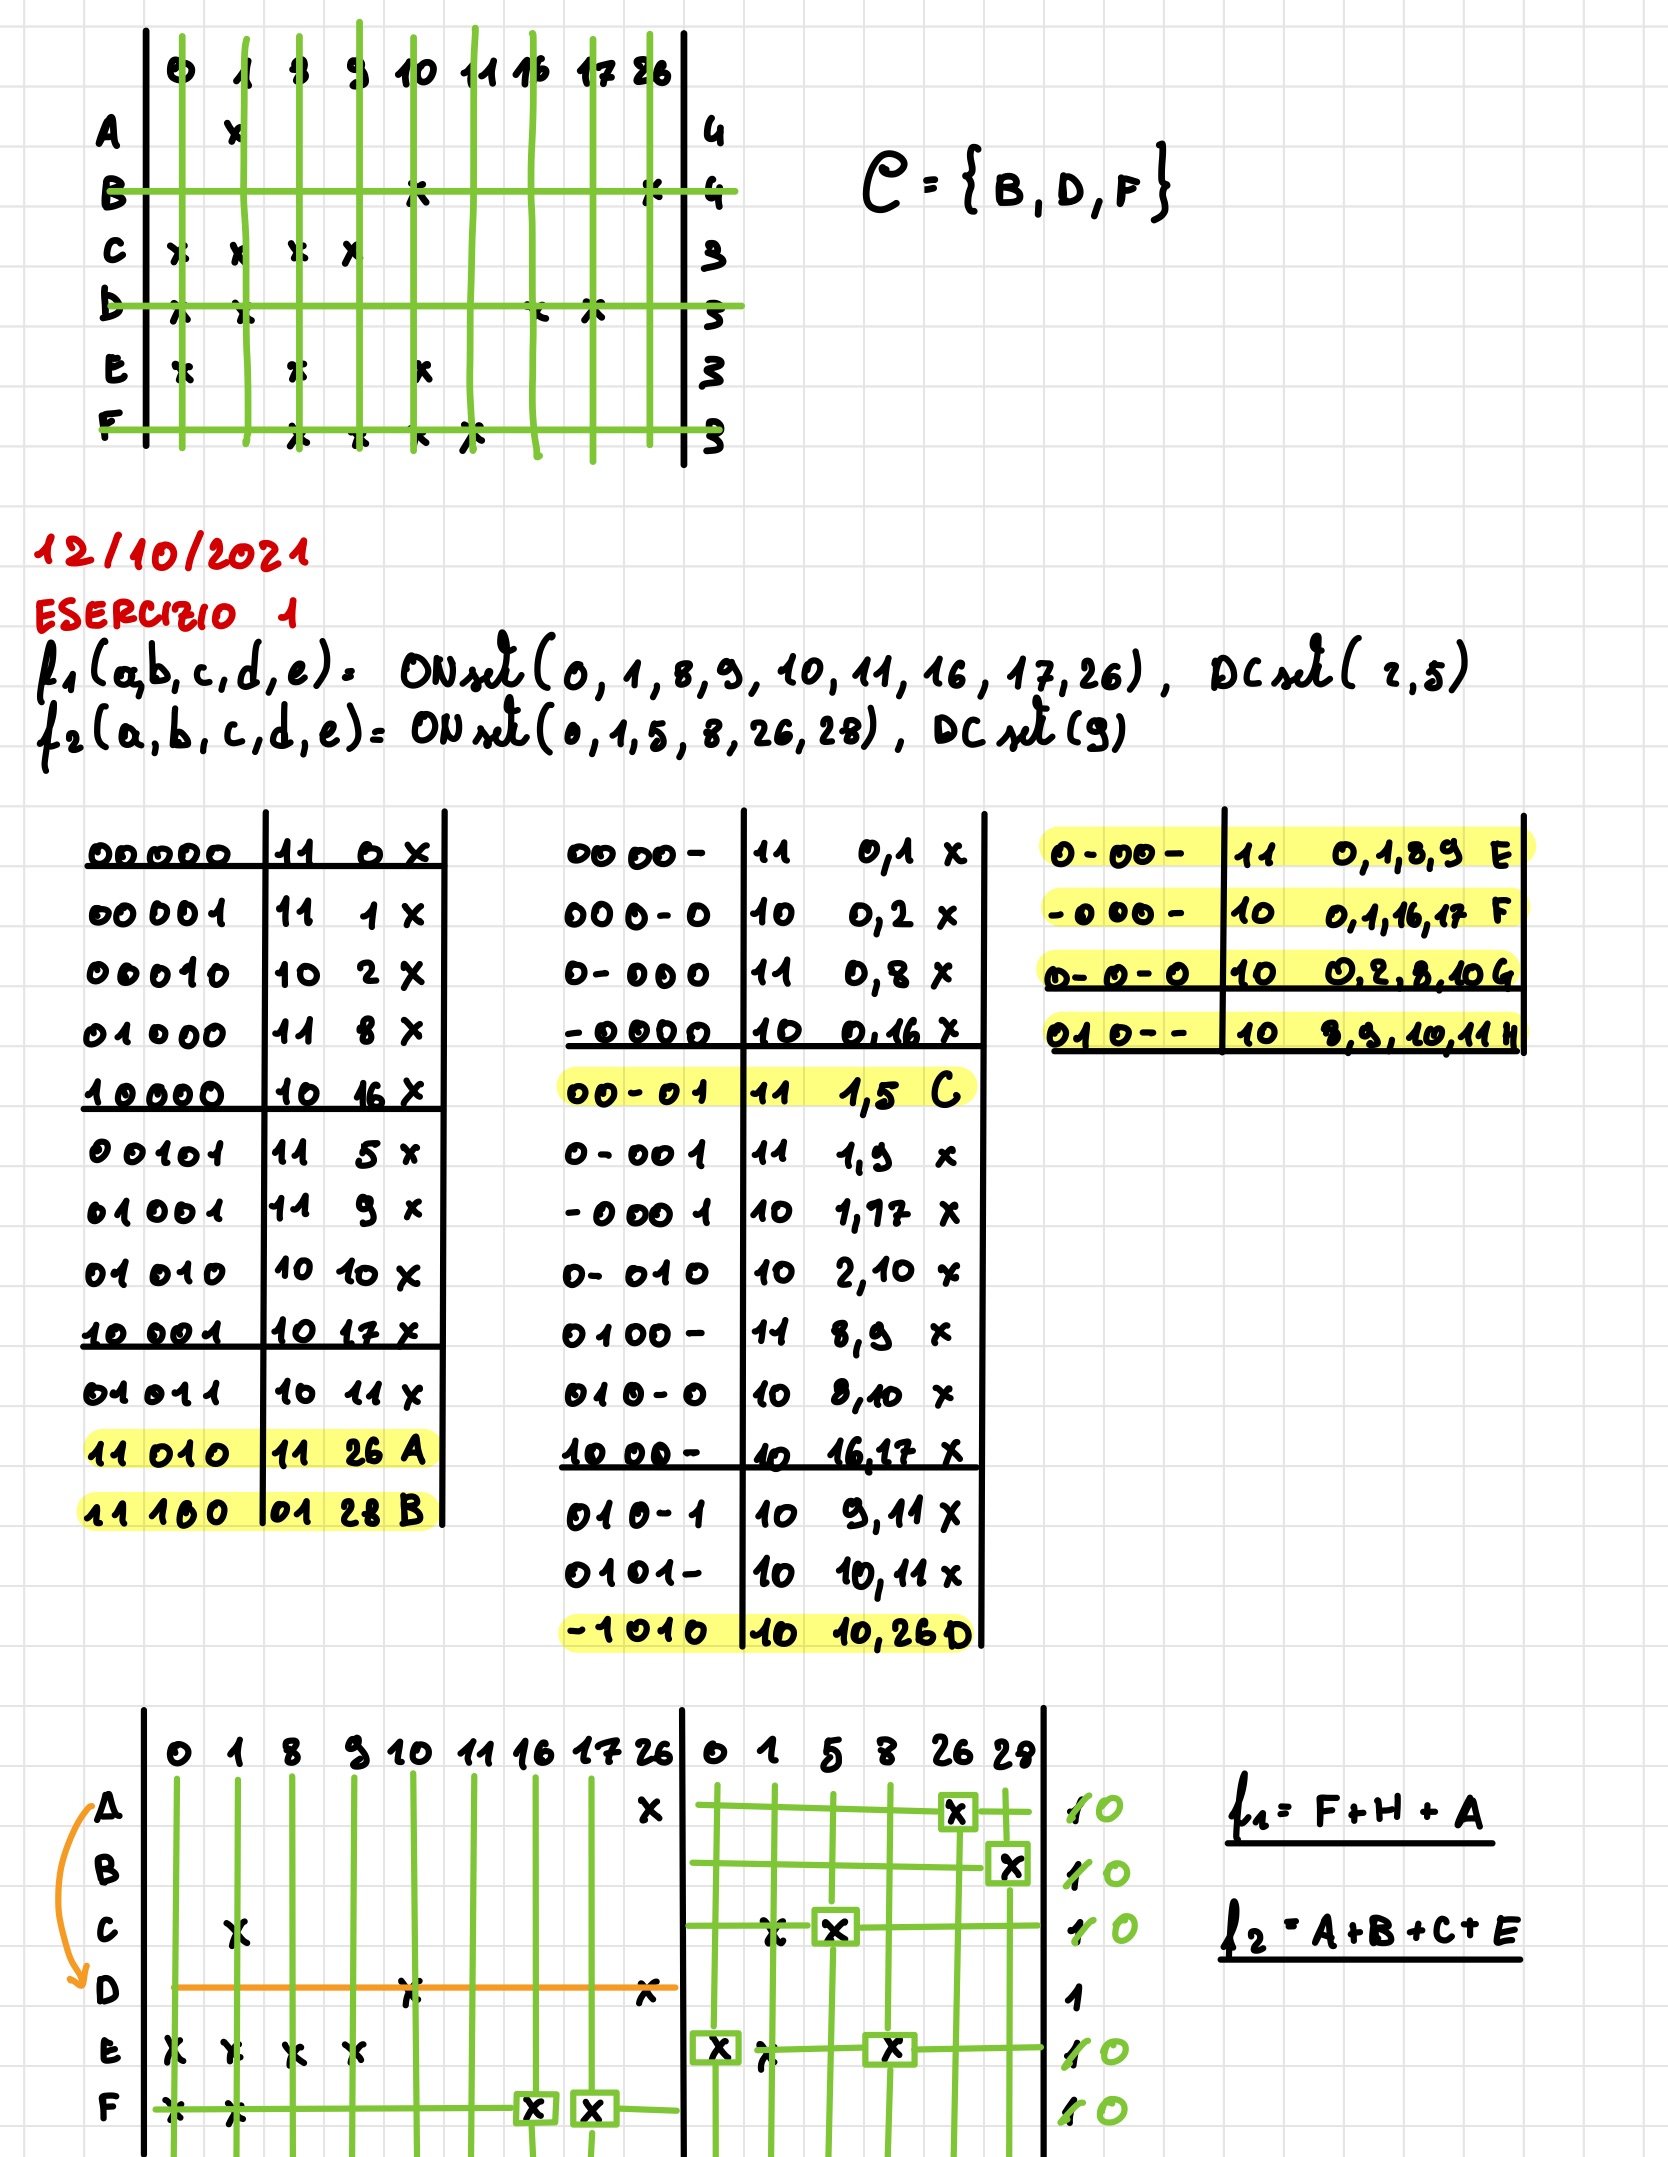 0 1 8 9 10 11 16 17 26
A x 4
B x x 4
C = {B, D, F}
C x x x x 3
D x x x x 3
E x x x 3
F x x x x 3
12/10/2021
ESERCIZIO 1
f1(a,b,c,d,e)= ONset(0,1,8,9,10,11,16,17,26), DCset(2,5)
f2(a,b,c,d,e)= ONset(0,1,5,8,26,28), DCset(9)
00000 11 0 x
00001 11 1 x
00010 10 2 x
01000 11 8 x
10000 10 16 x
00101 11 5 x
01001 11 9 x
01010 10 10 x
10001 10 17 x
01011 10 11 x
11010 11 26 A
11100 01 28 B
0000- 11 0,1 x
000-0 10 0,2 x
0-000 11 0,8 x
-0000 10 0,16 x
00-01 11 1,5 C
0-001 11 1,9 x
-0001 10 1,17 x
0-010 10 2,10 x
0100- 11 8,9 x
010-0 10 8,10 x
1000- 10 16,17 x
010-1 10 9,11 x
0101- 10 10,11 x
-1010 10 10,26 D
0-00- 11 0,1,8,9 E
-000- 10 0,1,16,17 F
0-0-0 10 0,2,8,10 G
010-- 10 8,9,10,11 H
0 1 8 9 10 11 16 17 26 0 1 5 8 26 28
A x x 1 0
B x 1 0
C x x x 1 0
D x x 1
E x x x x x x x 1 0
F x x x x 1 0
f1= F+H+A
f2= A+B+C+E